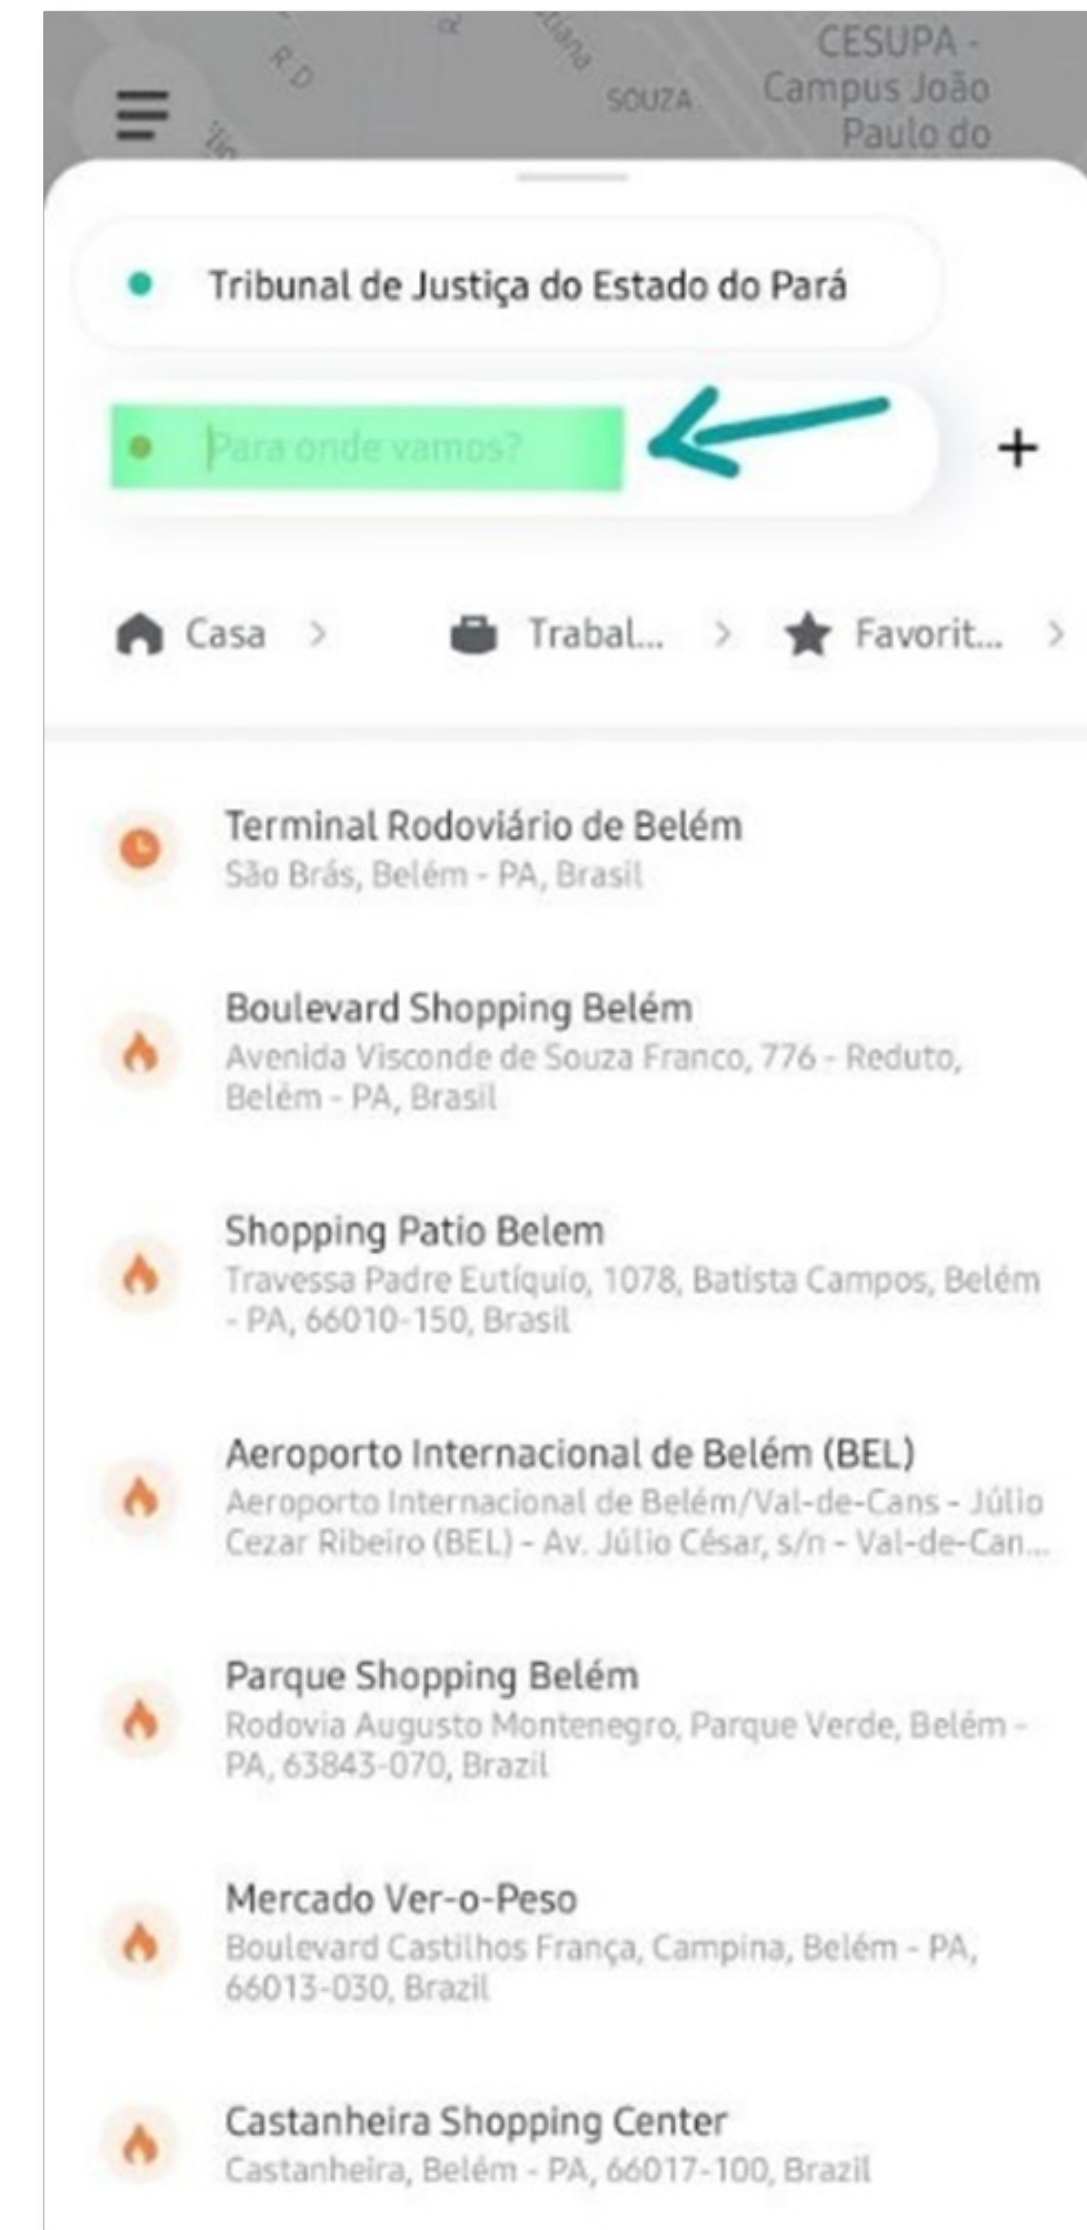 R D
SOUZA
CESUPA -
Campus João
Paulo do
Tribunal de Justiça do Estado do Pará
Para onde vamos?
+
Casa >
Trabal... >
Favorit... >
Terminal Rodoviário de Belém
São Brás, Belém - PA, Brasil
Boulevard Shopping Belém
Avenida Visconde de Souza Franco, 776 - Reduto,
Belém - PA, Brasil
Shopping Patio Belem
Travessa Padre Eutíquio, 1078, Batista Campos, Belém
- PA, 66010-150, Brasil
Aeroporto Internacional de Belém (BEL)
Aeroporto Internacional de Belém/Val-de-Cans - Júlio
Cezar Ribeiro (BEL) - Av. Júlio César, s/n - Val-de-Can...
Parque Shopping Belém
Rodovia Augusto Montenegro, Parque Verde, Belém -
PA, 63843-070, Brazil
Mercado Ver-o-Peso
Boulevard Castilhos França, Campina, Belém - PA,
66013-030, Brazil
Castanheira Shopping Center
Castanheira, Belém - PA, 66017-100, Brazil